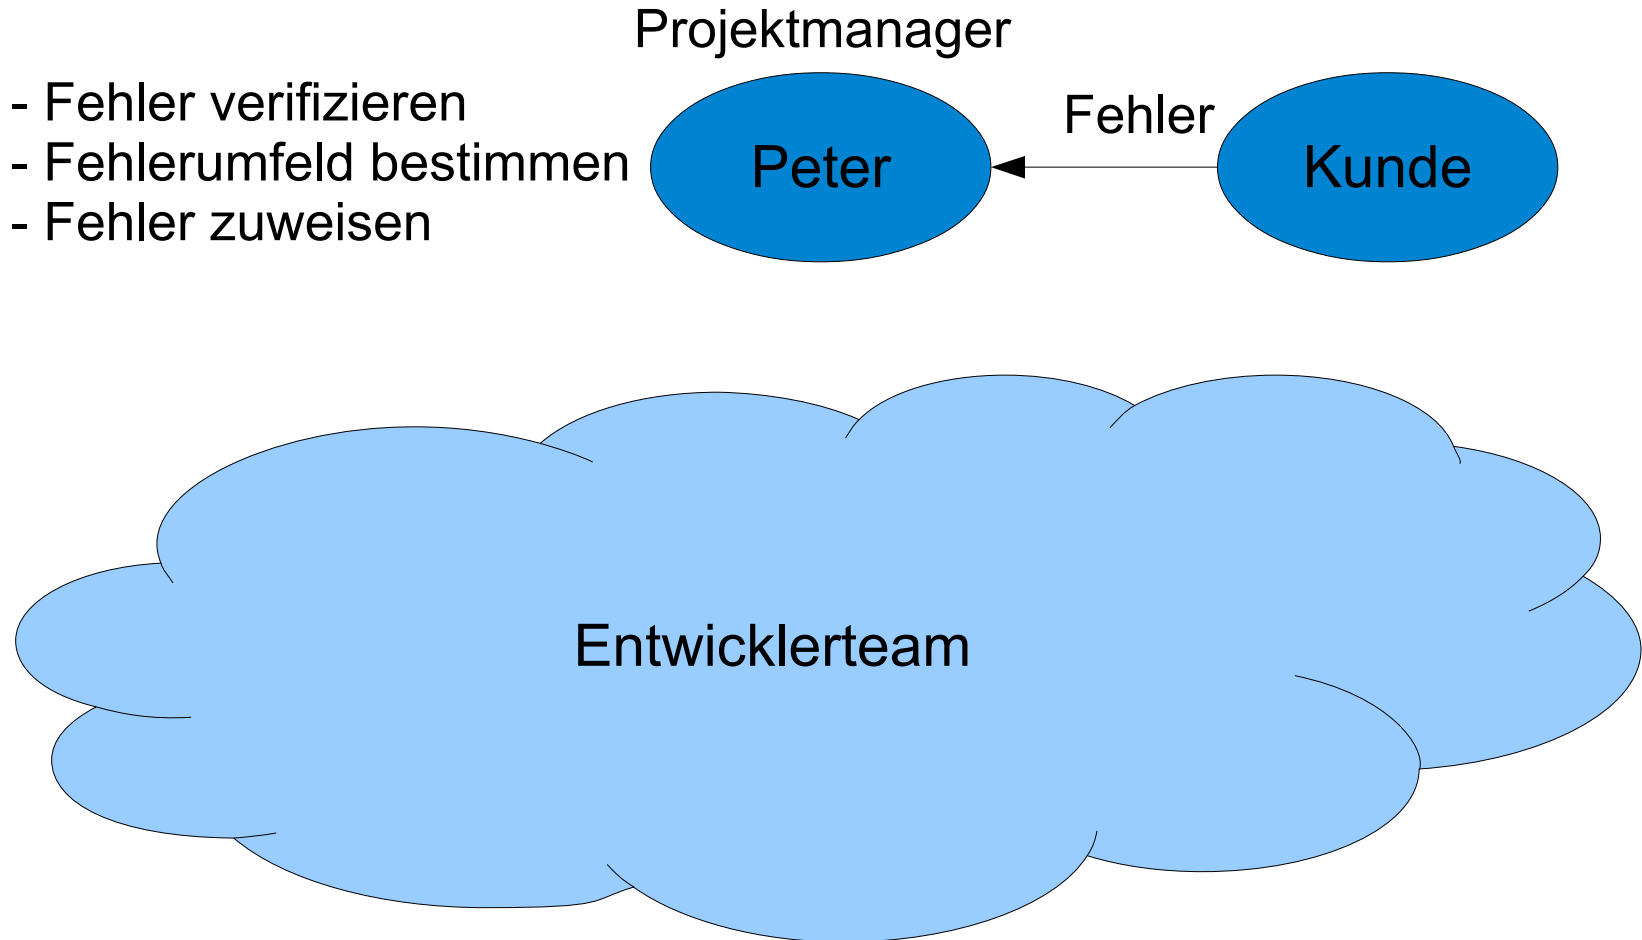 Projektmanager
- Fehler verifizieren
- Fehlerumfeld bestimmen
- Fehler zuweisen
Peter
Fehler
Kunde
Entwicklerteam